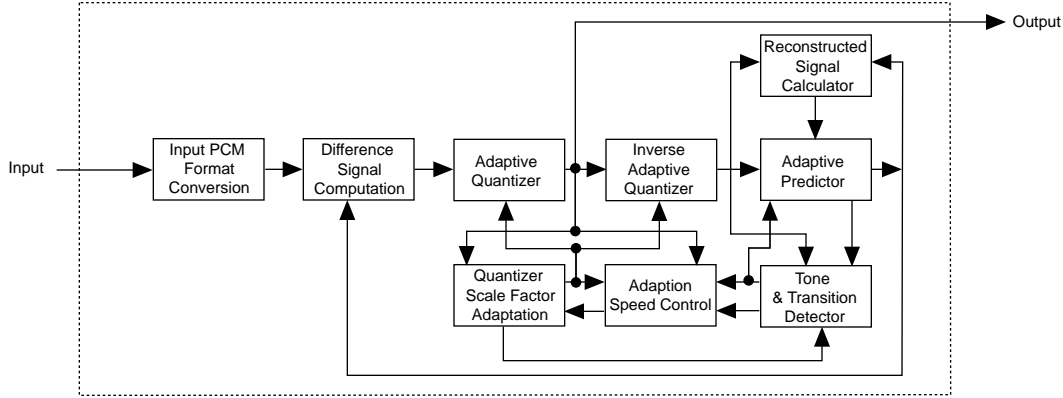 Output
Reconstructed
Signal
Calculator
Input
Input PCM
Format
Conversion
Difference
Signal
Computation
Adaptive
Quantizer
Inverse
Adaptive
Quantizer
Adaptive
Predictor
Quantizer
Scale Factor
Adaptation
Adaption
Speed Control
Tone
& Transition
Detector